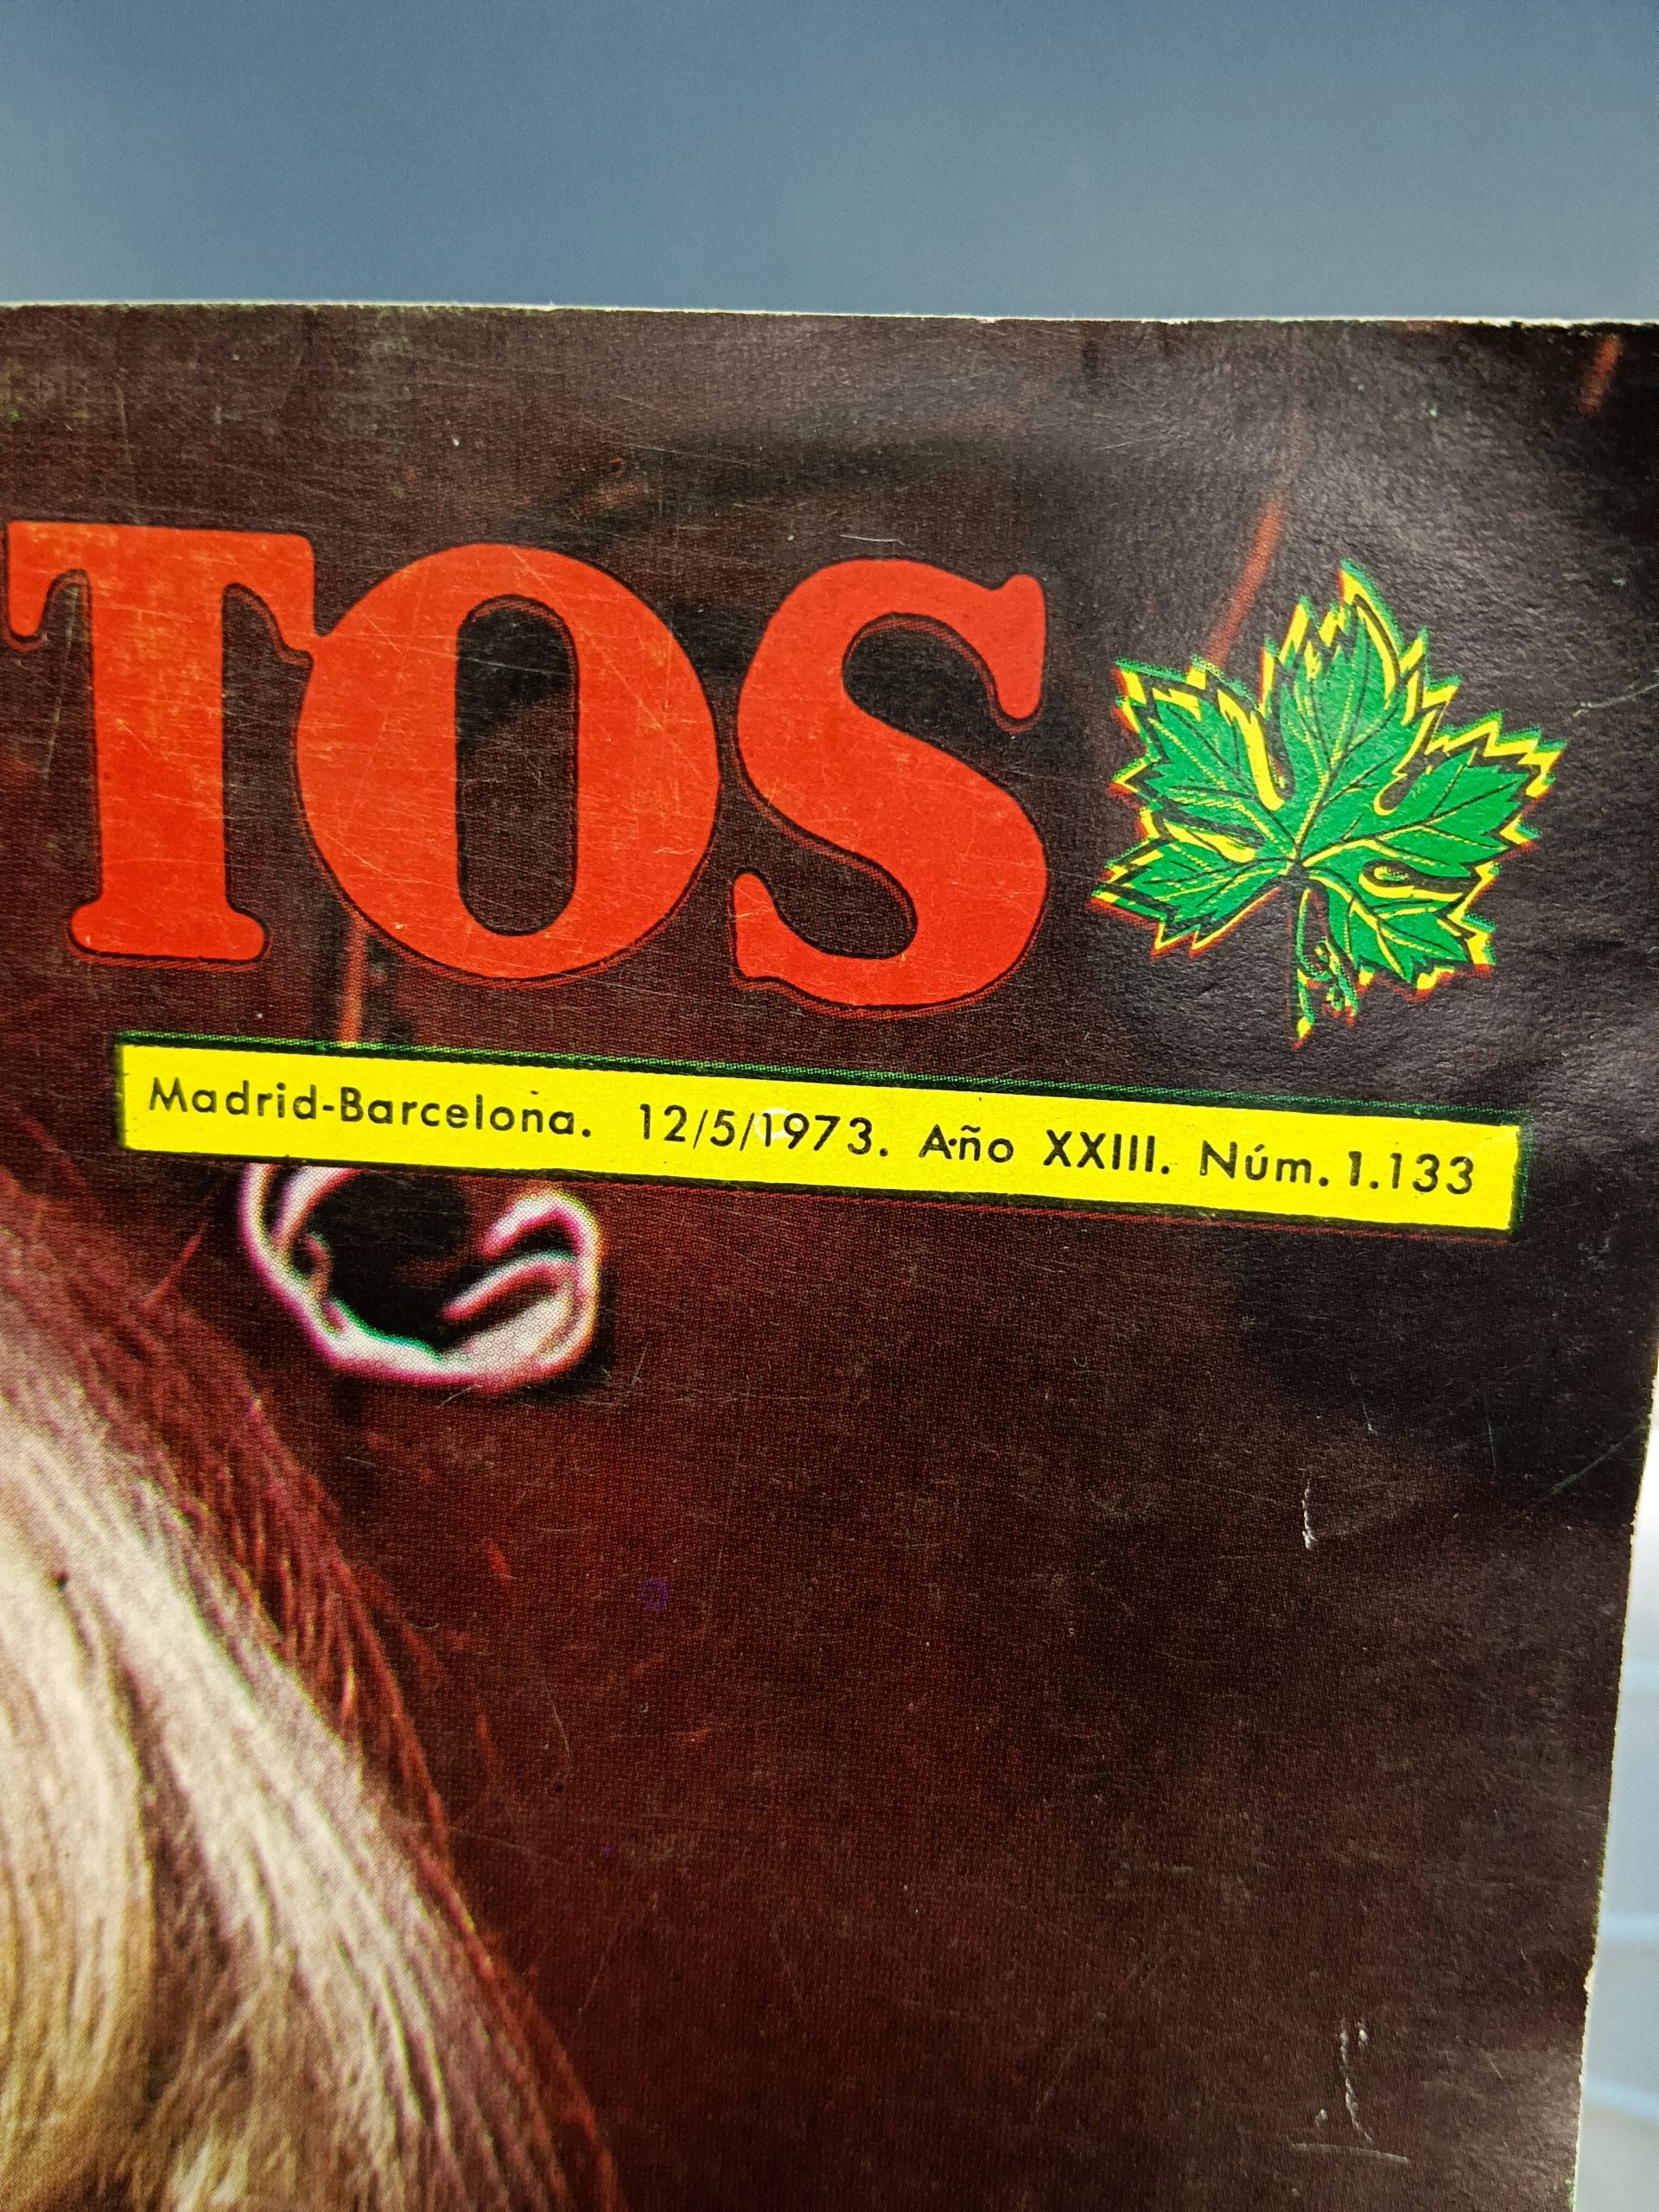 TOS
Madrid-Barcelona. 12/5/1973. Año XXIII. Núm. 1.133